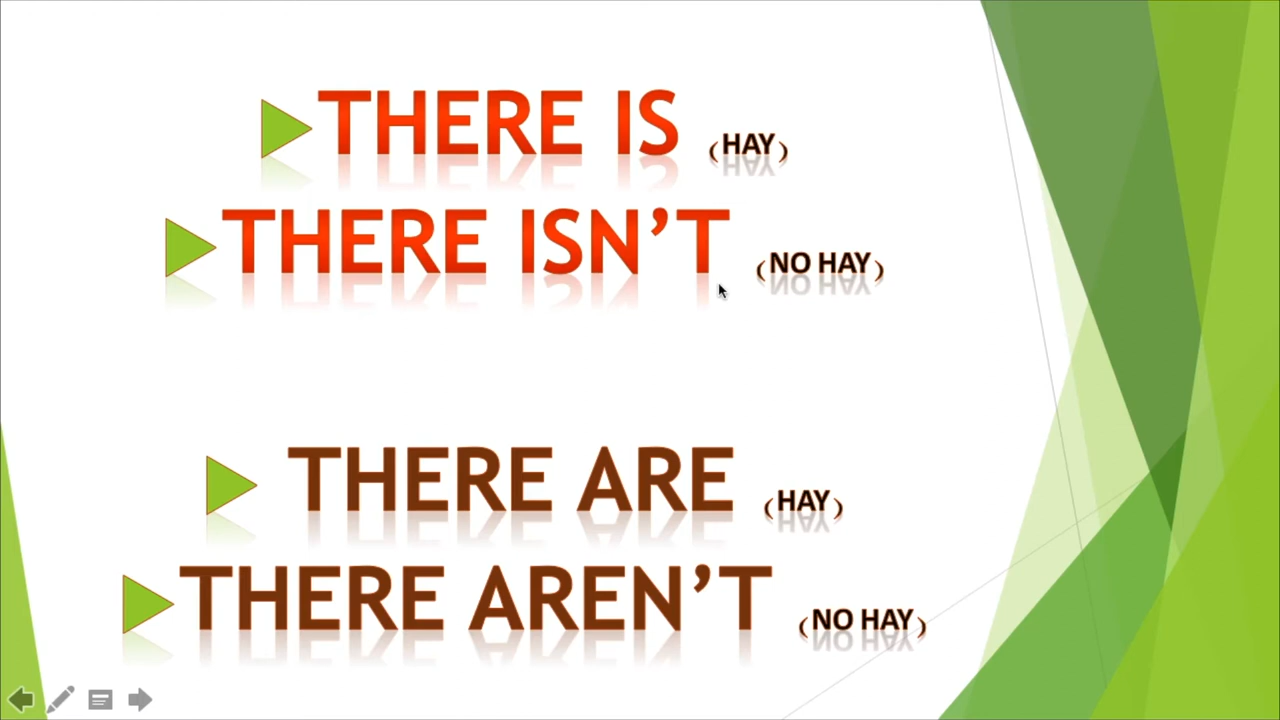 THERE IS (HAY)
THERE ISN’T (NO HAY)
THERE ARE (HAY)
THERE AREN’T (NO HAY)